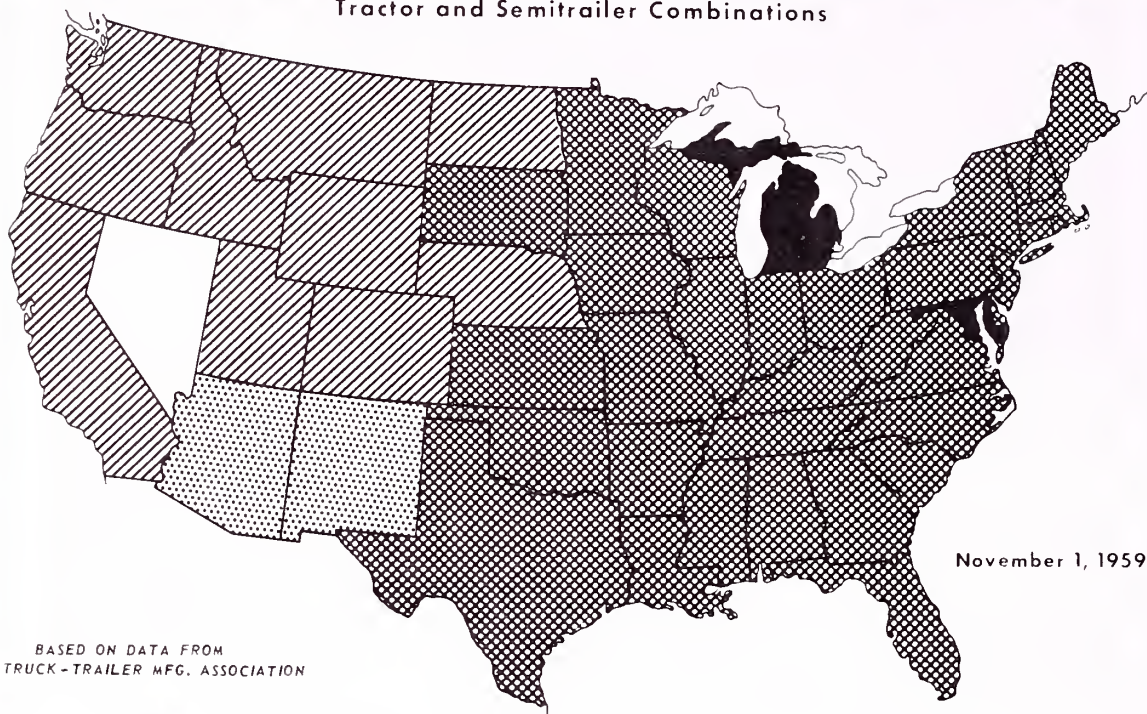 Tractor and Semitrailer Combinations
November 1, 1959
BASED ON DATA FROM
TRUCK-TRAILER MFG. ASSOCIATION